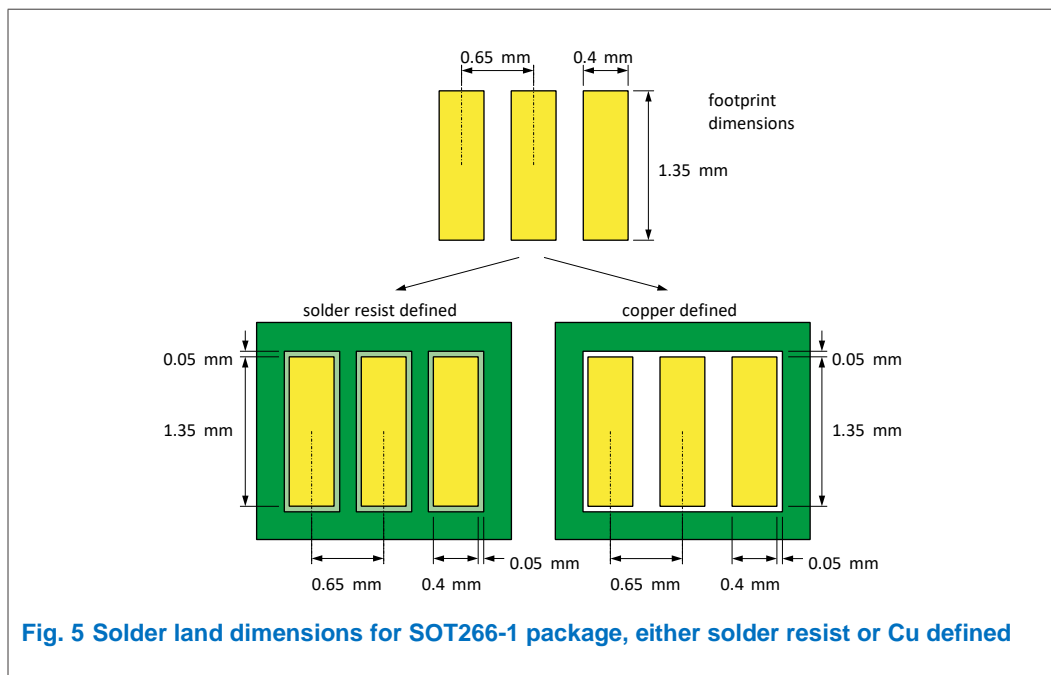 0.65 mm
0.4 mm
footprint
dimensions
1.35 mm
solder resist defined
copper defined
0.05 mm
0.05 mm
1.35 mm
1.35 mm
0.05 mm
0.05 mm
0.65 mm
0.4 mm
0.65 mm
0.4 mm
Fig. 5 Solder land dimensions for SOT266-1 package, either solder resist or Cu defined